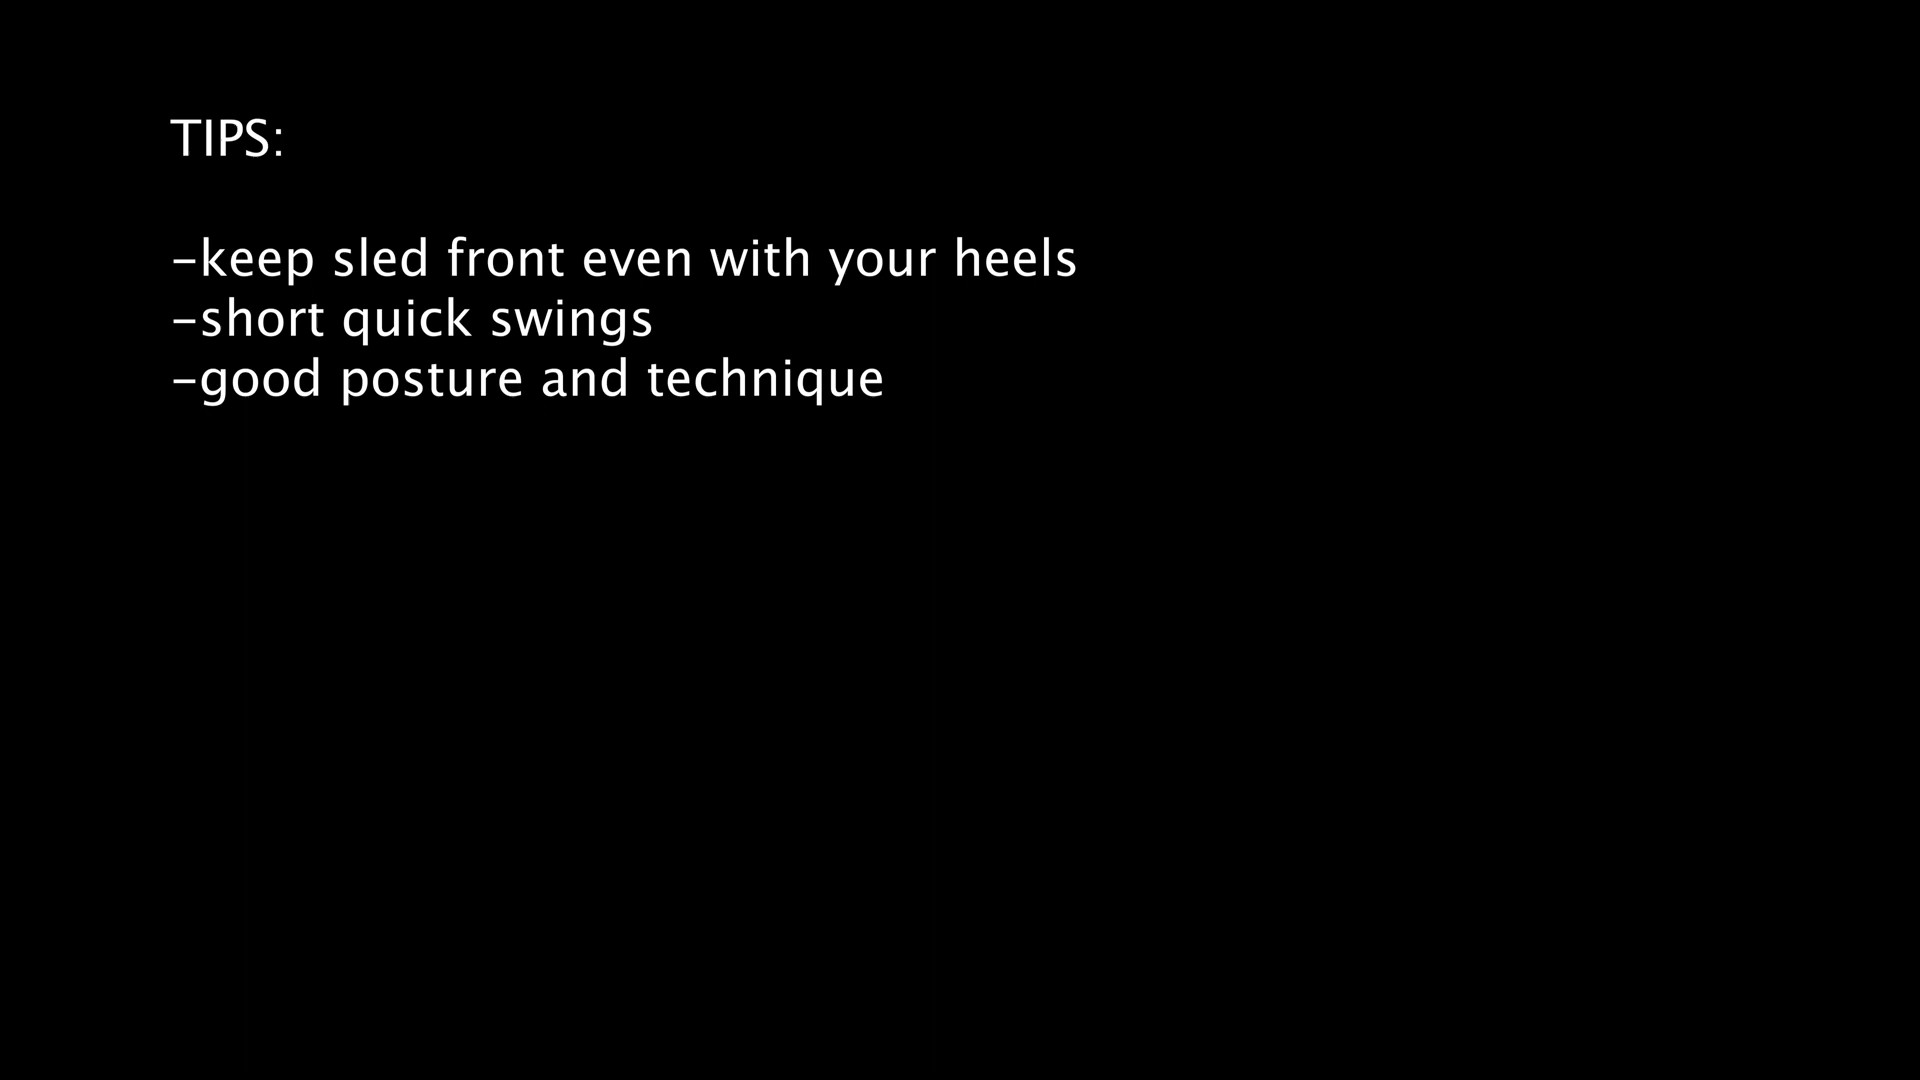 TIPS:
-keep sled front even with your heels
-short quick swings
-good posture and technique